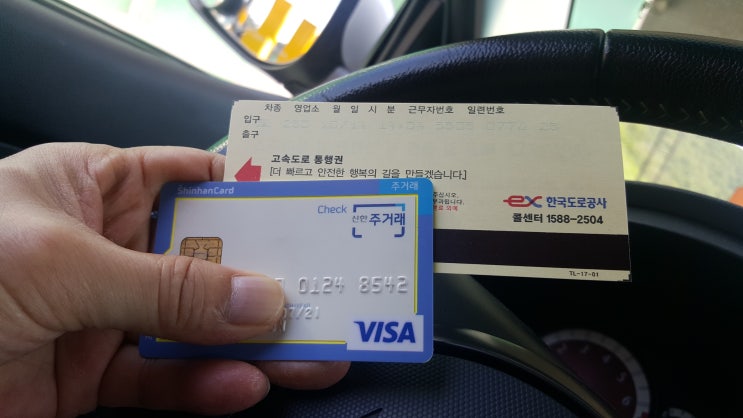 차종 영업소 월 일 시 분 근무자번호 일련번호
입구
출구
고속도로 통행권
[더 빠르고 안전한 행복의 길을 만들겠습니다.]
ex 한국도로공사
콜센터 1588-2504
TL-17-01
ShinhanCard 주거래
Check 신한 주거래
0124 8542
7/21
VISA